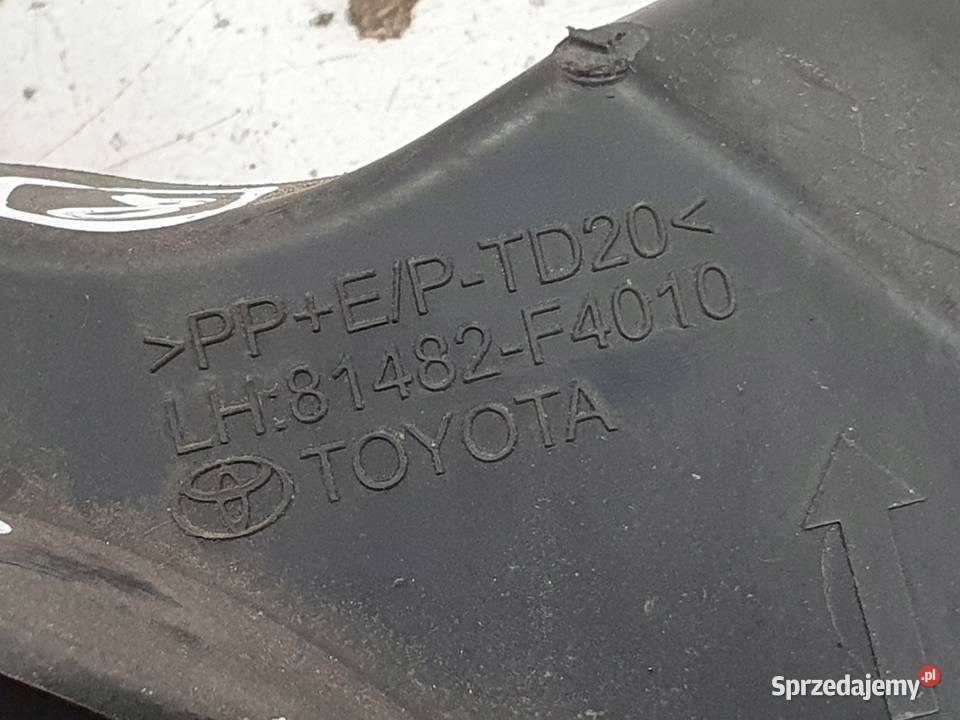 >PP+E/P-TD20<
LH:81482-F4010
TOYOTA
Sprzedajemy.pl